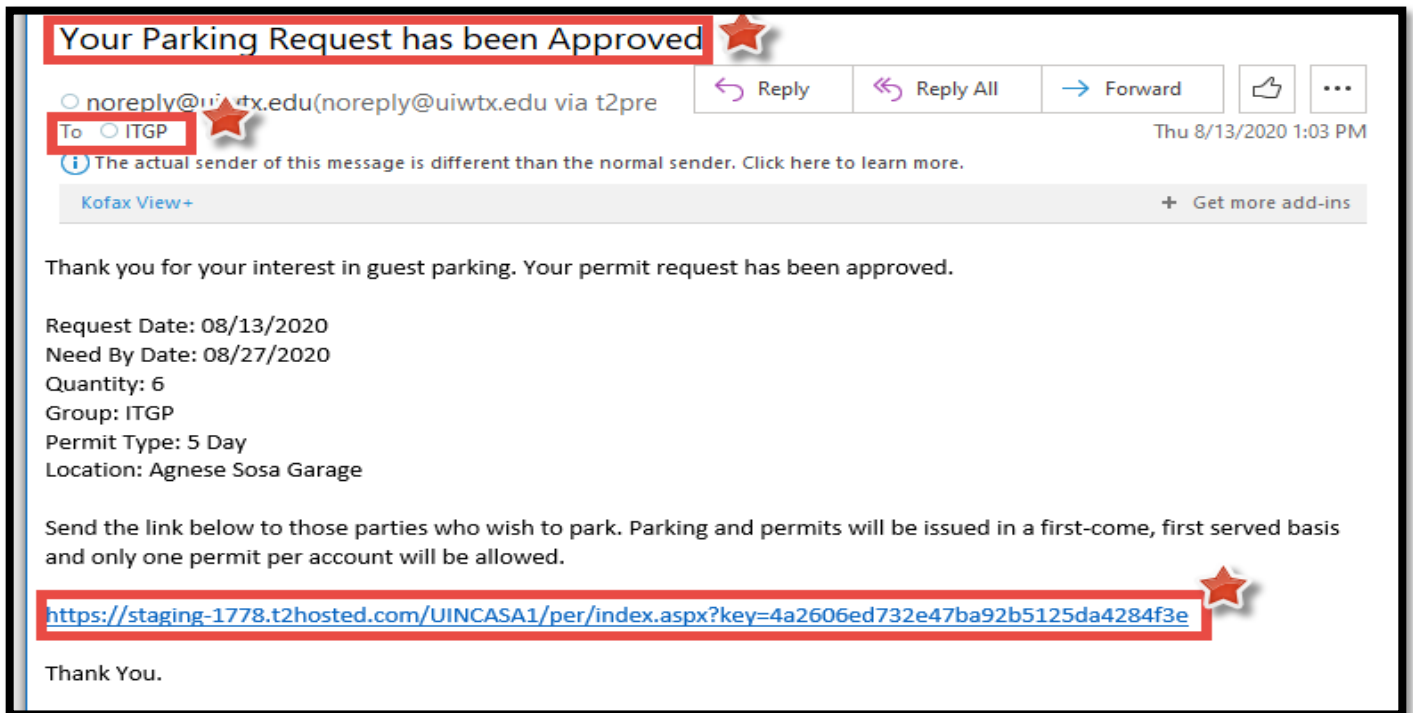 Your Parking Request has been Approved
Reply
Reply All
Forward
...
noreply@uiwtx.edu(noreply@uiwtx.edu via t2pre
To ITGP
Thu 8/13/2020 1:03 PM
The actual sender of this message is different than the normal sender. Click here to learn more.
Kofax View+
+ Get more add-ins
Thank you for your interest in guest parking. Your permit request has been approved.
Request Date: 08/13/2020
Need By Date: 08/27/2020
Quantity: 6
Group: ITGP
Permit Type: 5 Day
Location: Agnese Sosa Garage
Send the link below to those parties who wish to park. Parking and permits will be issued in a first-come, first served basis
and only one permit per account will be allowed.
https://staging-1778.t2hosted.com/UINCASA1/per/index.aspx?key=4a2606ed732e47ba92b5125da4284f3e
Thank You.